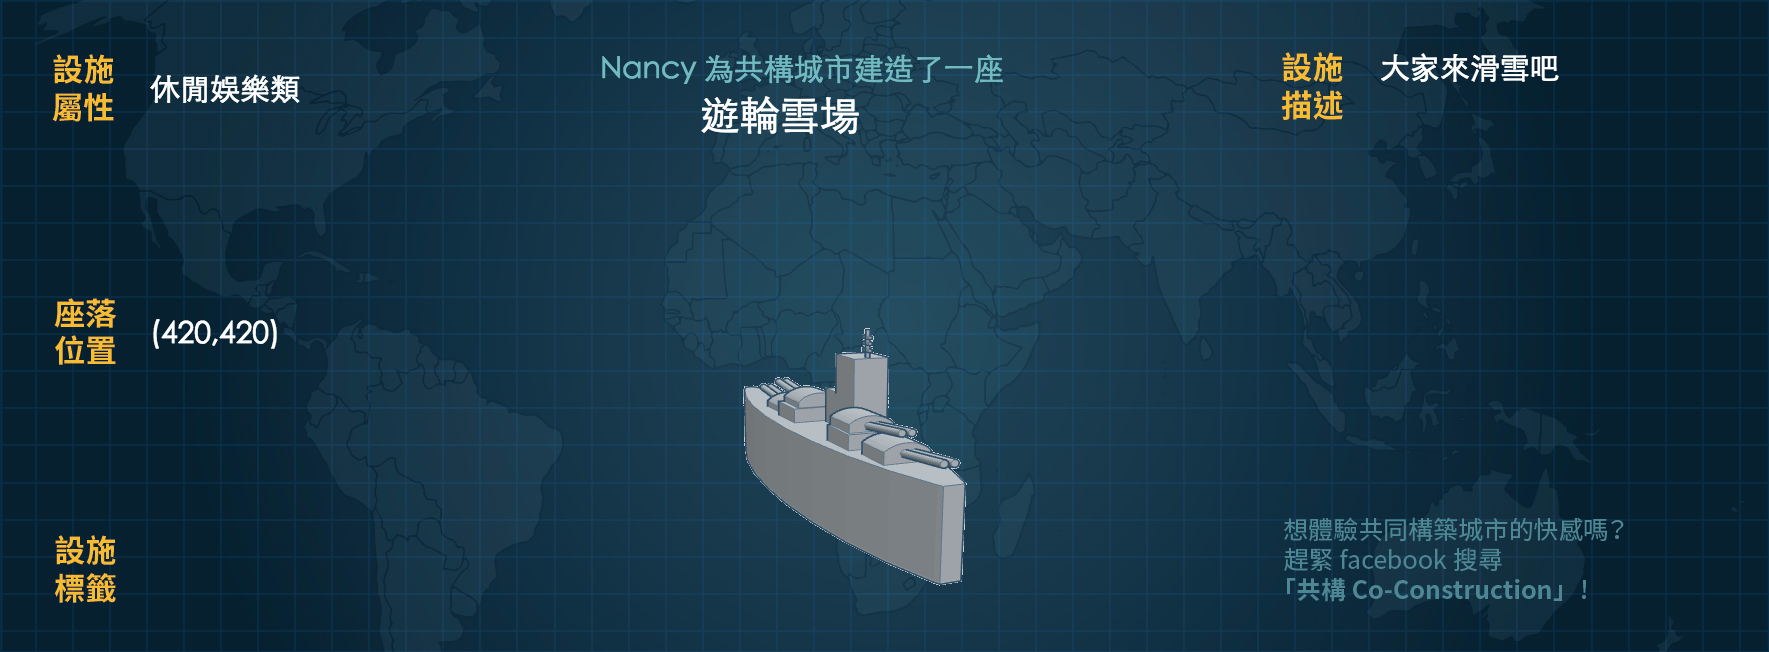 設施
屬性
休閒娛樂類
Nancy 為共構城市建造了一座
遊輪雪場
設施
描述
大家來滑雪吧
座落
位置
(420,420)
設施
標籤
想體驗共同構築城市的快感嗎？
趕緊 facebook 搜尋
「共構 Co-Construction」！